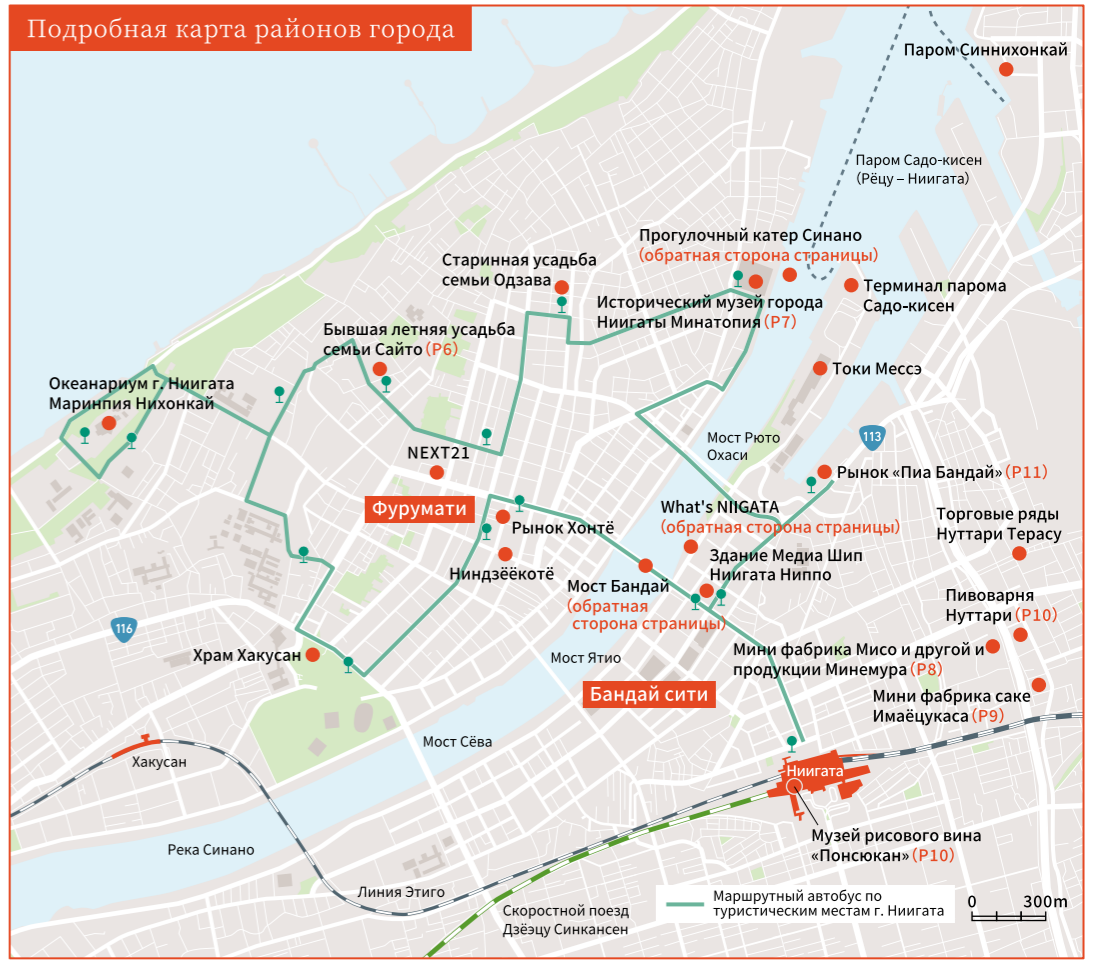 Подробная карта районов города
Паром Синнихонкай
Паром Садо-кисен
(Рёцу – Ниигата)
Прогулочный катер Синано
(обратная сторона страницы)
Старинная усадьба
семьи Одзава
Терминал парома
Садо-кисен
Исторический музей города
Ниигаты Минатопия (P7)
Бывшая летняя усадьба
семьи Сайто (P6)
Океанариум г. Ниигата
Маринпия Нихонкай
Токи Мессэ
Мост Рюто
Охаси
113
NEXT21
Рынок «Пиа Бандай» (P11)
Фурумати
What's NIIGATA
(обратная сторона страницы)
Торговые ряды
Нуттари Терасу
Рынок Хонтё
Здание Медиа Шип
Ниигата Ниппо
Ниндзёёкотё
Мост Бандай
(обратная
сторона страницы)
Пивоварня
Нуттари (P10)
116
Храм Хакусан
Мост Ятио
Мини фабрика Мисо и другой и
продукции Минемура (P8)
Бандай сити
Мини фабрика саке
Имаёцукаса (P9)
Мост Сёва
Хакусан
Ниигата
Музей рисового вина
«Понсюкан» (P10)
Река Синано
Линия Этиго
Скоростной поезд
Дзёэцу Синкансен
Маршрутный автобус по
туристическим местам г. Ниигата
0 300m